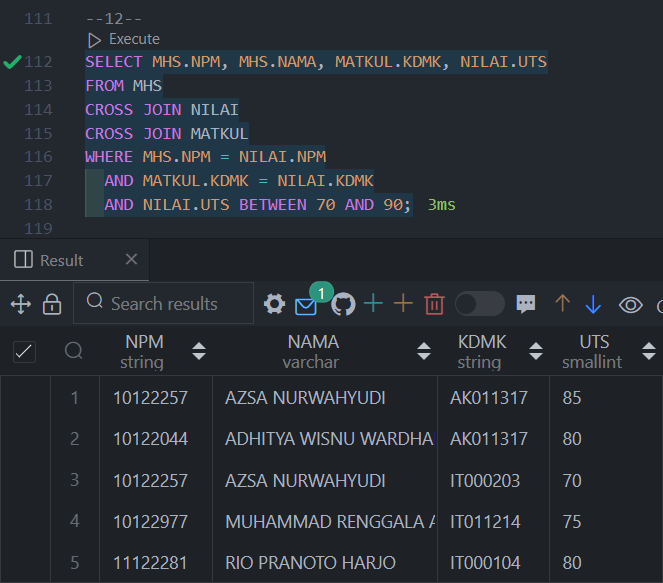 111 --12--
Execute
112 SELECT MHS.NPM, MHS.NAMA, MATKUL.KDMK, NILAI.UTS
113 FROM MHS
114 CROSS JOIN NILAI
115 CROSS JOIN MATKUL
116 WHERE MHS.NPM = NILAI.NPM
117 AND MATKUL.KDMK = NILAI.KDMK
118 AND NILAI.UTS BETWEEN 70 AND 90; 3ms
119
Result
Search results 1
NPM NAMA KDMK UTS
string varchar string smallint
1 10122257 AZSA NURWAHYUDI AK011317 85
2 10122044 ADHITYA WISNU WARDHA AK011317 80
3 10122257 AZSA NURWAHYUDI IT000203 70
4 10122977 MUHAMMAD RENGGALA A IT011214 75
5 11122281 RIO PRANOTO HARJO IT000104 80